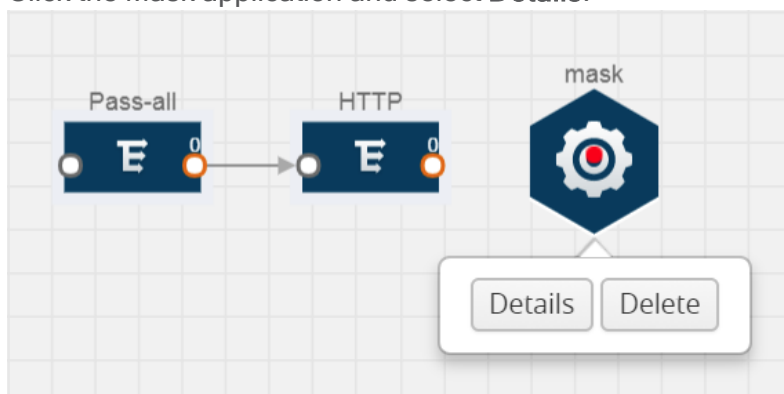 Click the mask application and select Details.
mask
Pass-all
HTTP
0
0
Details
Delete